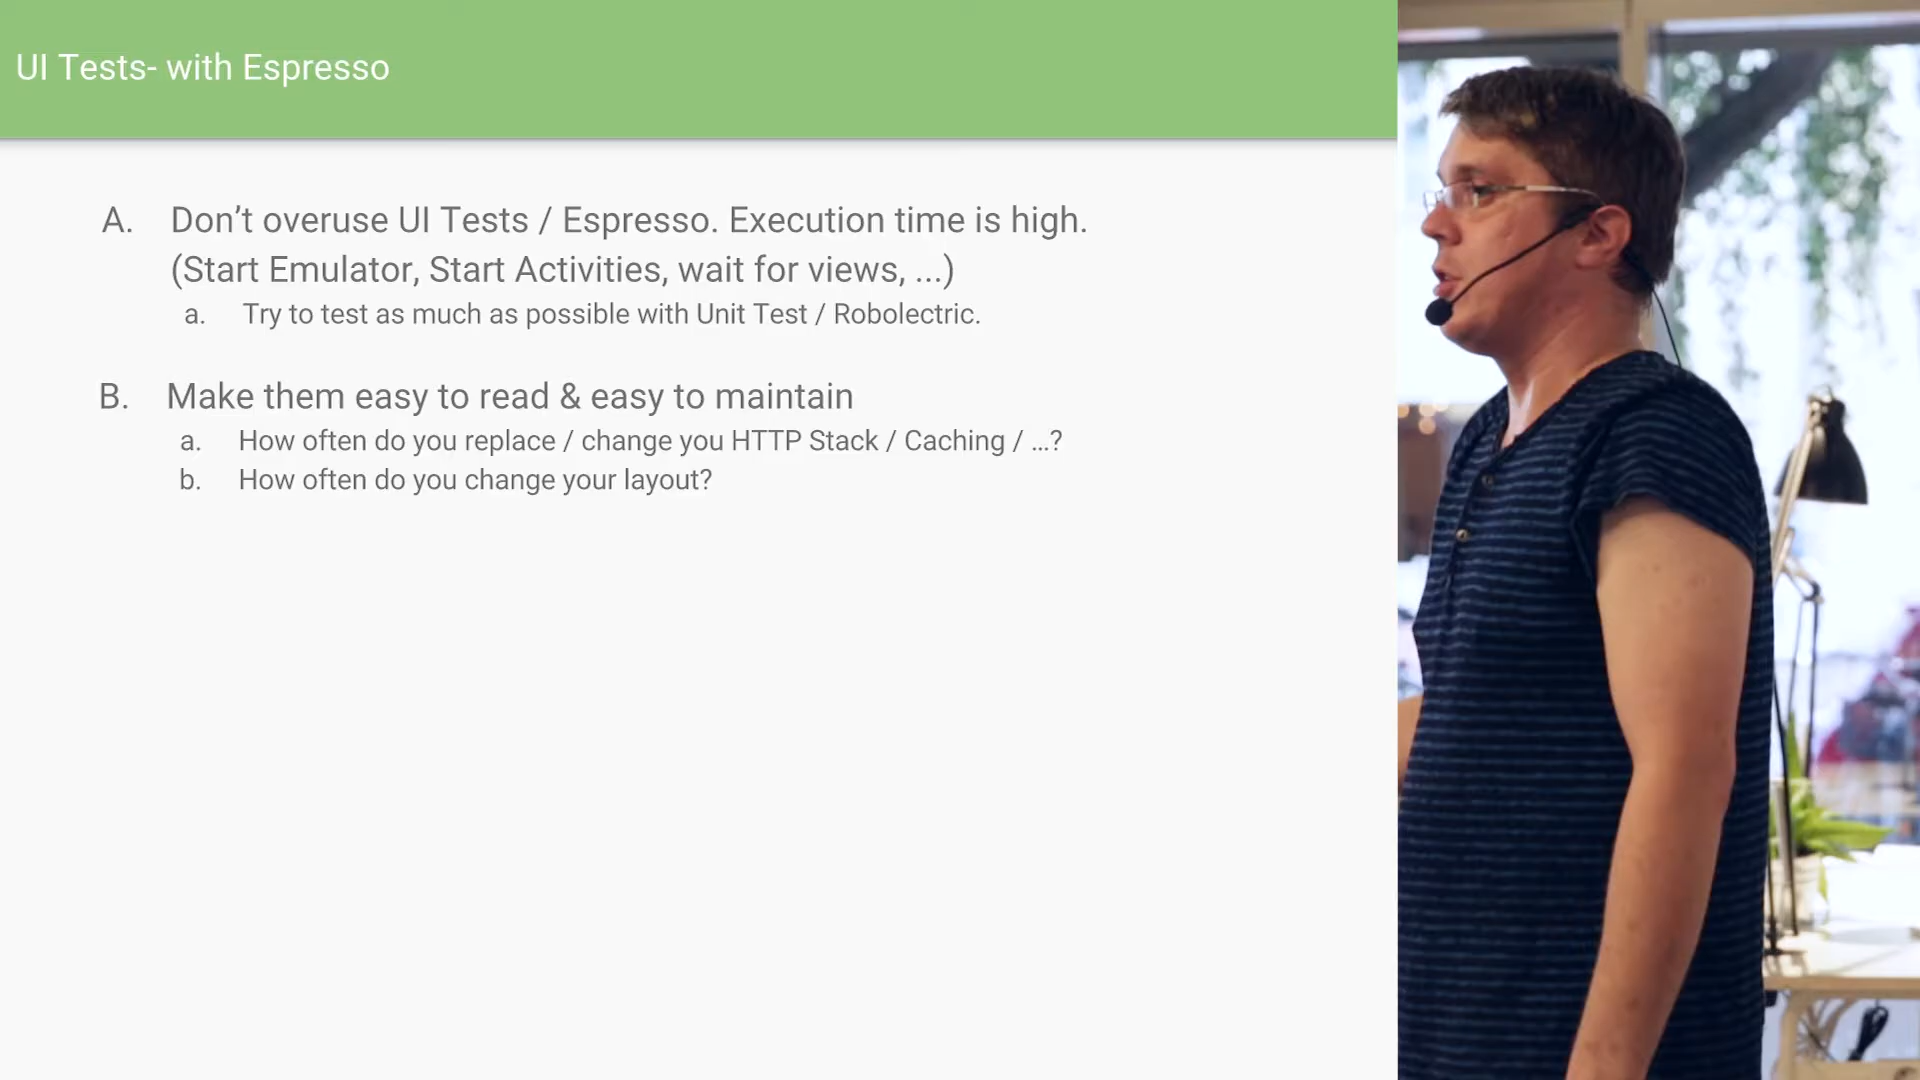 UI Tests- with Espresso
A. Don’t overuse UI Tests / Espresso. Execution time is high.
(Start Emulator, Start Activities, wait for views, ...)
a. Try to test as much as possible with Unit Test / Robolectric.
B. Make them easy to read & easy to maintain
a. How often do you replace / change you HTTP Stack / Caching / ...?
b. How often do you change your layout?